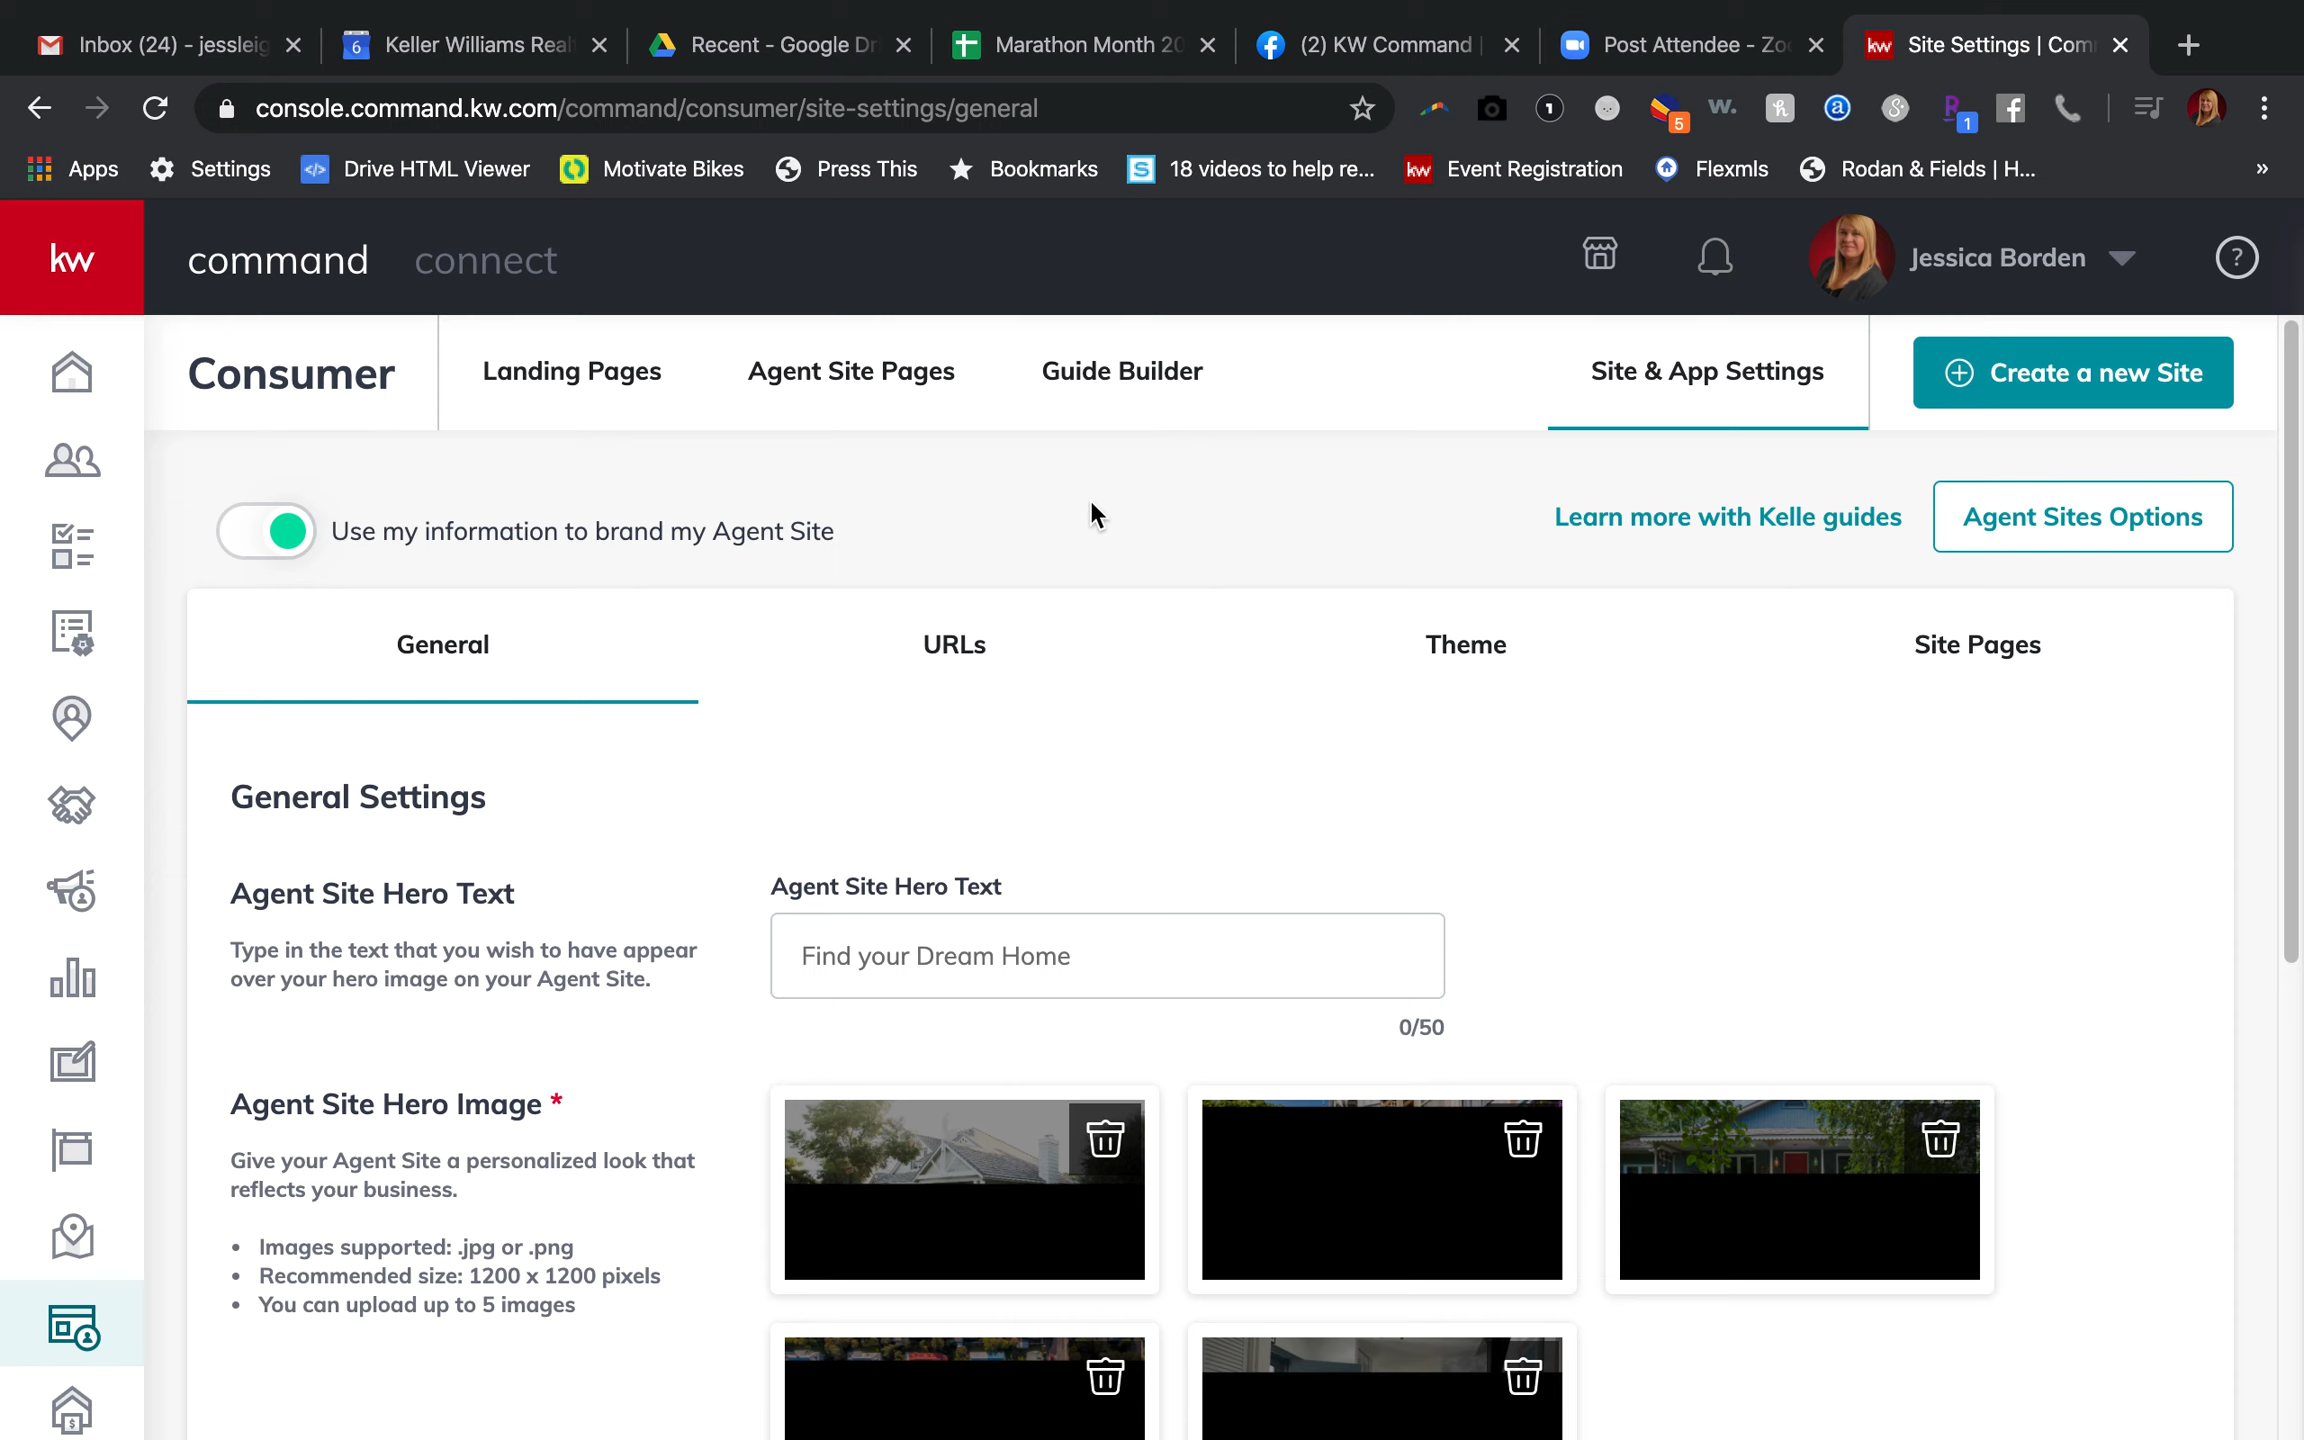 Inbox (24) - jessleig
Keller Williams Real
Recent - Google Dr
Marathon Month 20
(2) KW Command |
Post Attendee - Zo
Site Settings | Com
console.command.kw.com/command/consumer/site-settings/general
5
1
Apps
Settings
Drive HTML Viewer
Motivate Bikes
Press This
Bookmarks
18 videos to help re...
Event Registration
Flexmls
Rodan & Fields | H...
»
kw
command
connect
Jessica Borden
?
Consumer
Landing Pages
Agent Site Pages
Guide Builder
Site & App Settings
Create a new Site
Use my information to brand my Agent Site
Learn more with Kelle guides
Agent Sites Options
General
URLs
Theme
Site Pages
General Settings
Agent Site Hero Text
Type in the text that you wish to have appear
over your hero image on your Agent Site.
Agent Site Hero Text
Find your Dream Home
0/50
Agent Site Hero Image *
Give your Agent Site a personalized look that
reflects your business.
• Images supported: .jpg or .png
• Recommended size: 1200 x 1200 pixels
• You can upload up to 5 images